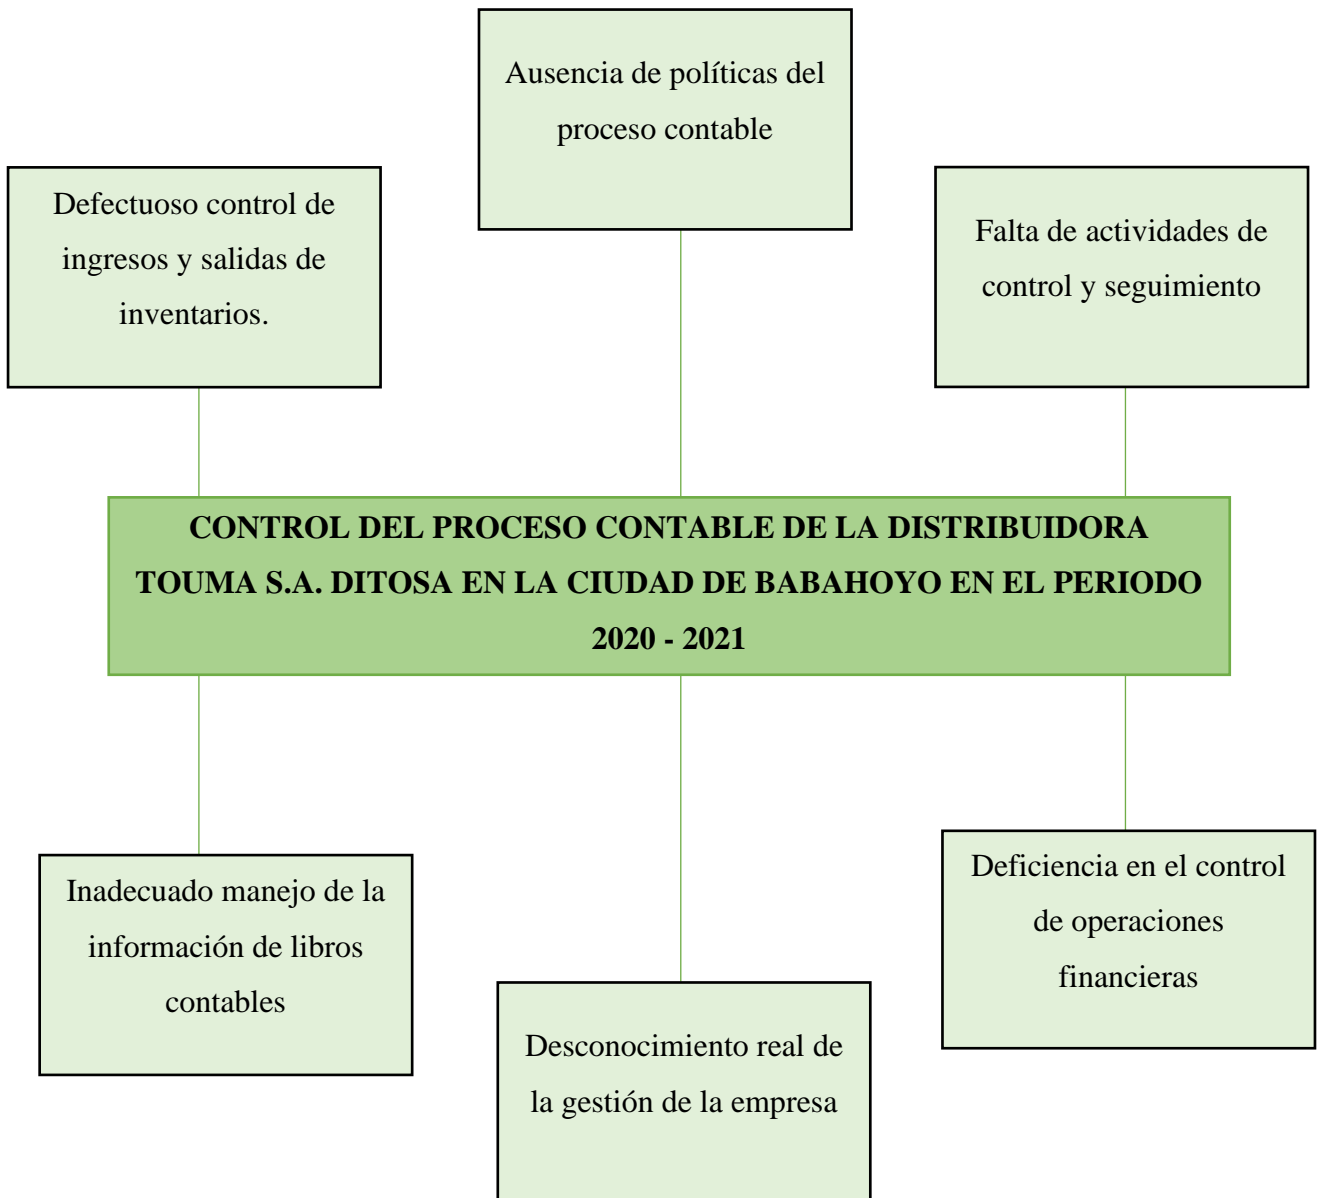 Ausencia de políticas del
proceso contable
Defectuoso control de
ingresos y salidas de
inventarios.
Falta de actividades de
control y seguimiento
CONTROL DEL PROCESO CONTABLE DE LA DISTRIBUIDORA
TOUMA S.A. DITOSA EN LA CIUDAD DE BABAHOYO EN EL PERIODO
2020 - 2021
Inadecuado manejo de la
información de libros
contables
Desconocimiento real de
la gestión de la empresa
Deficiencia en el control
de operaciones
financieras